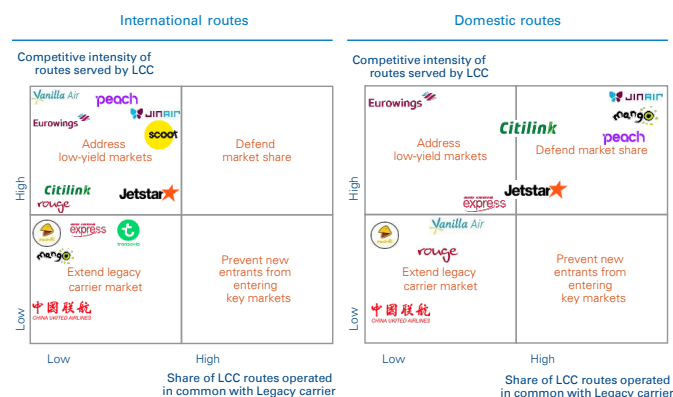 International routes
Domestic routes
Competitive intensity of
routes served by LCC
Competitive intensity of
routes served by LCC
Vanilla Air
peach
JINAIR
Eurowings
scoot
Address
low-yield markets
Defend
market share
Citilink
rouge
Jetstar
High
express
transavia
mango
Extend legacy
carrier market
Prevent new
entrants from
entering
key markets
中國联航
CHINA UNITED AIRLINES
Low
Low
High
Share of LCC routes operated
in common with Legacy carrier
Eurowings
JINAIR
mango
Citilink
peach
Address
low-yield markets
Defend market share
Jetstar
express
High
Vanilla Air
rouge
Extend legacy
carrier market
Prevent new
entrants from
entering
key markets
中國联航
CHINA UNITED AIRLINES
Low
Low
High
Share of LCC routes operated
in common with Legacy carrier